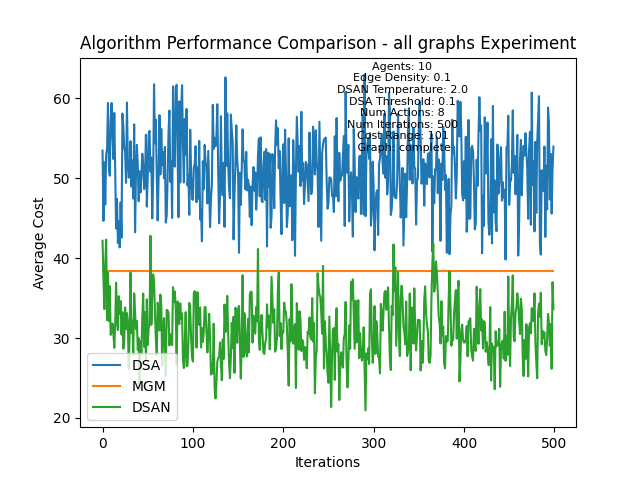 Algorithm Performance Comparison - all graphs Experiment
Agents: 10
Edge Density: 0.1
DSAN Temperature: 2.0
DSA Threshold: 0.1
Num Actions: 8
Num Iterations: 500
Cost Range: 101
Graph: complete
Average Cost
60
50
40
30
20
DSA
MGM
DSAN
0
100
200
300
400
500
Iterations